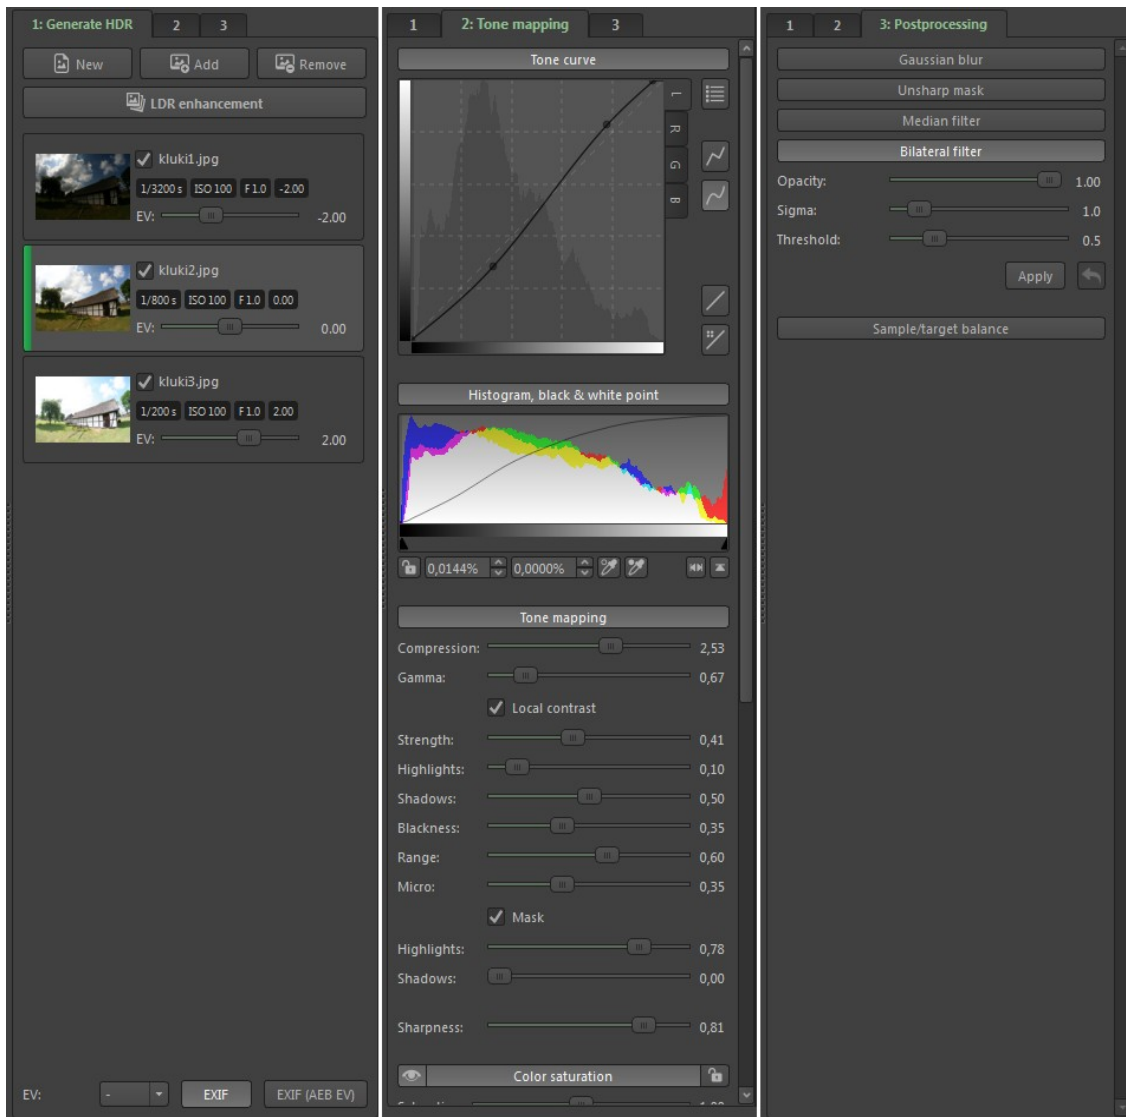 1: Generate HDR 2 3
New Add Remove
LDR enhancement
kluki1.jpg
1/3200 s ISO 100 F 1.0 -2.00
EV: -2.00
kluki2.jpg
1/800 s ISO 100 F 1.0 0.00
EV: 0.00
kluki3.jpg
1/200 s ISO 100 F 1.0 2.00
EV: 2.00
EV: - EXIF EXIF (AEB EV)
1 2: Tone mapping 3
Tone curve
L
R
G
B
Histogram, black & white point
0,0144% 0,0000%
Tone mapping
Compression: 2,53
Gamma: 0,67
Local contrast
Strength: 0,41
Highlights: 0,10
Shadows: 0,50
Blackness: 0,35
Range: 0,60
Micro: 0,35
Mask
Highlights: 0,78
Shadows: 0,00
Sharpness: 0,81
Color saturation
1 2 3: Postprocessing
Gaussian blur
Unsharp mask
Median filter
Bilateral filter
Opacity: 1.00
Sigma: 1.0
Threshold: 0.5
Apply
Sample/target balance